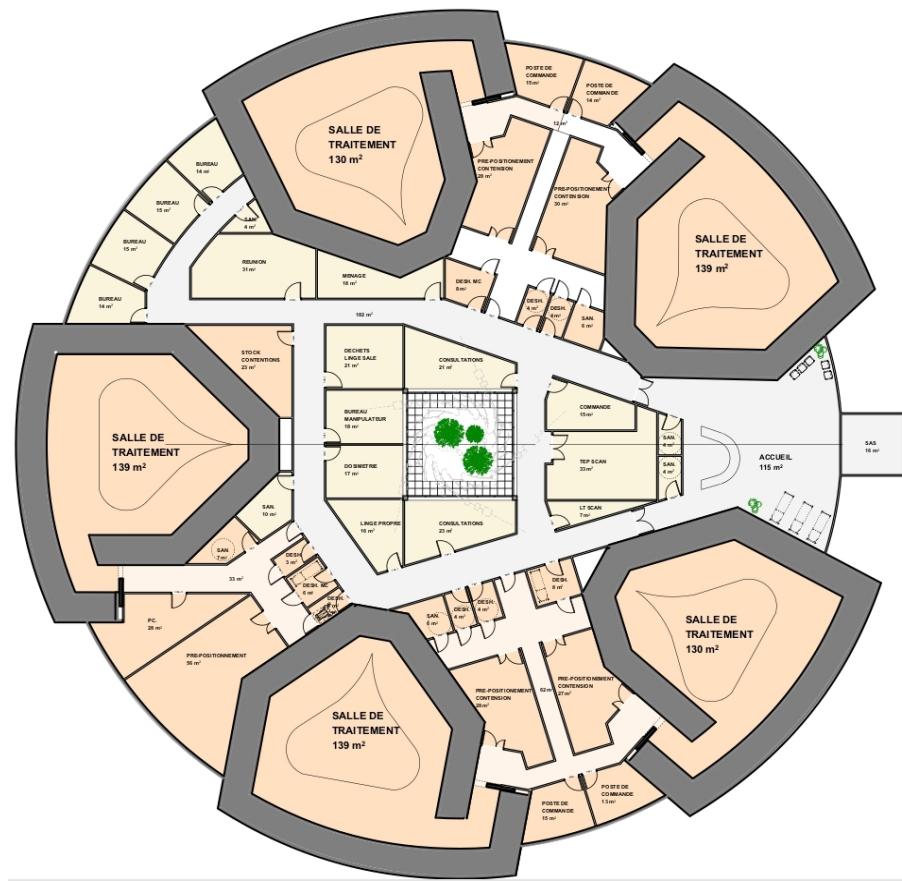 POSTE DE
COMMANDE
15 m²
POSTE DE
COMMANDE
14 m²
SALLE DE
TRAITEMENT
130 m²
12 m²
PRE-POSITIONEMENT
CONTENSION
PRE-POSITIONEMENT
CONTENSION
30 m²
BUREAU
14 m²
BUREAU
15 m²
BUREAU
15 m²
BUREAU
14 m²
SAN.
4 m²
REUNION
31 m²
MENAGE
18 m²
DESH. MC
8 m²
DESH.
4 m²
DESH.
4 m²
SAN.
6 m²
SALLE DE
TRAITEMENT
139 m²
162 m²
STOCK
CONTENTIONS
23 m²
DECHETS
LINGE SALE
21 m²
CONSULTATIONS
21 m²
BUREAU
MANIPULATEUR
18 m²
DOSIMETRE
17 m²
LINGE PROPRE
16 m²
CONSULTATIONS
23 m²
COMMANDE
15 m²
TEP SCAN
33 m²
SAN.
4 m²
SAN.
4 m²
LT SCAN
7 m²
ACCUEIL
115 m²
SAS
16 m²
SALLE DE
TRAITEMENT
139 m²
SAN.
10 m²
SAN
7 m²
33 m²
DESH.
3 m²
DESH. MC
6 m²
DESH.
PC.
28 m²
PRE-POSITIONNEMENT
56 m²
SAN.
6 m²
DESH.
4 m²
DESH.
4 m²
DESH.
8 m²
PRE-POSITIONEMENT
CONTENSION
28 m²
62 m²
PRE-POSITIONEMENT
CONTENSION
27 m²
SALLE DE
TRAITEMENT
130 m²
SALLE DE
TRAITEMENT
139 m²
POSTE DE
COMMANDE
15 m²
POSTE DE
COMMANDE
13 m²